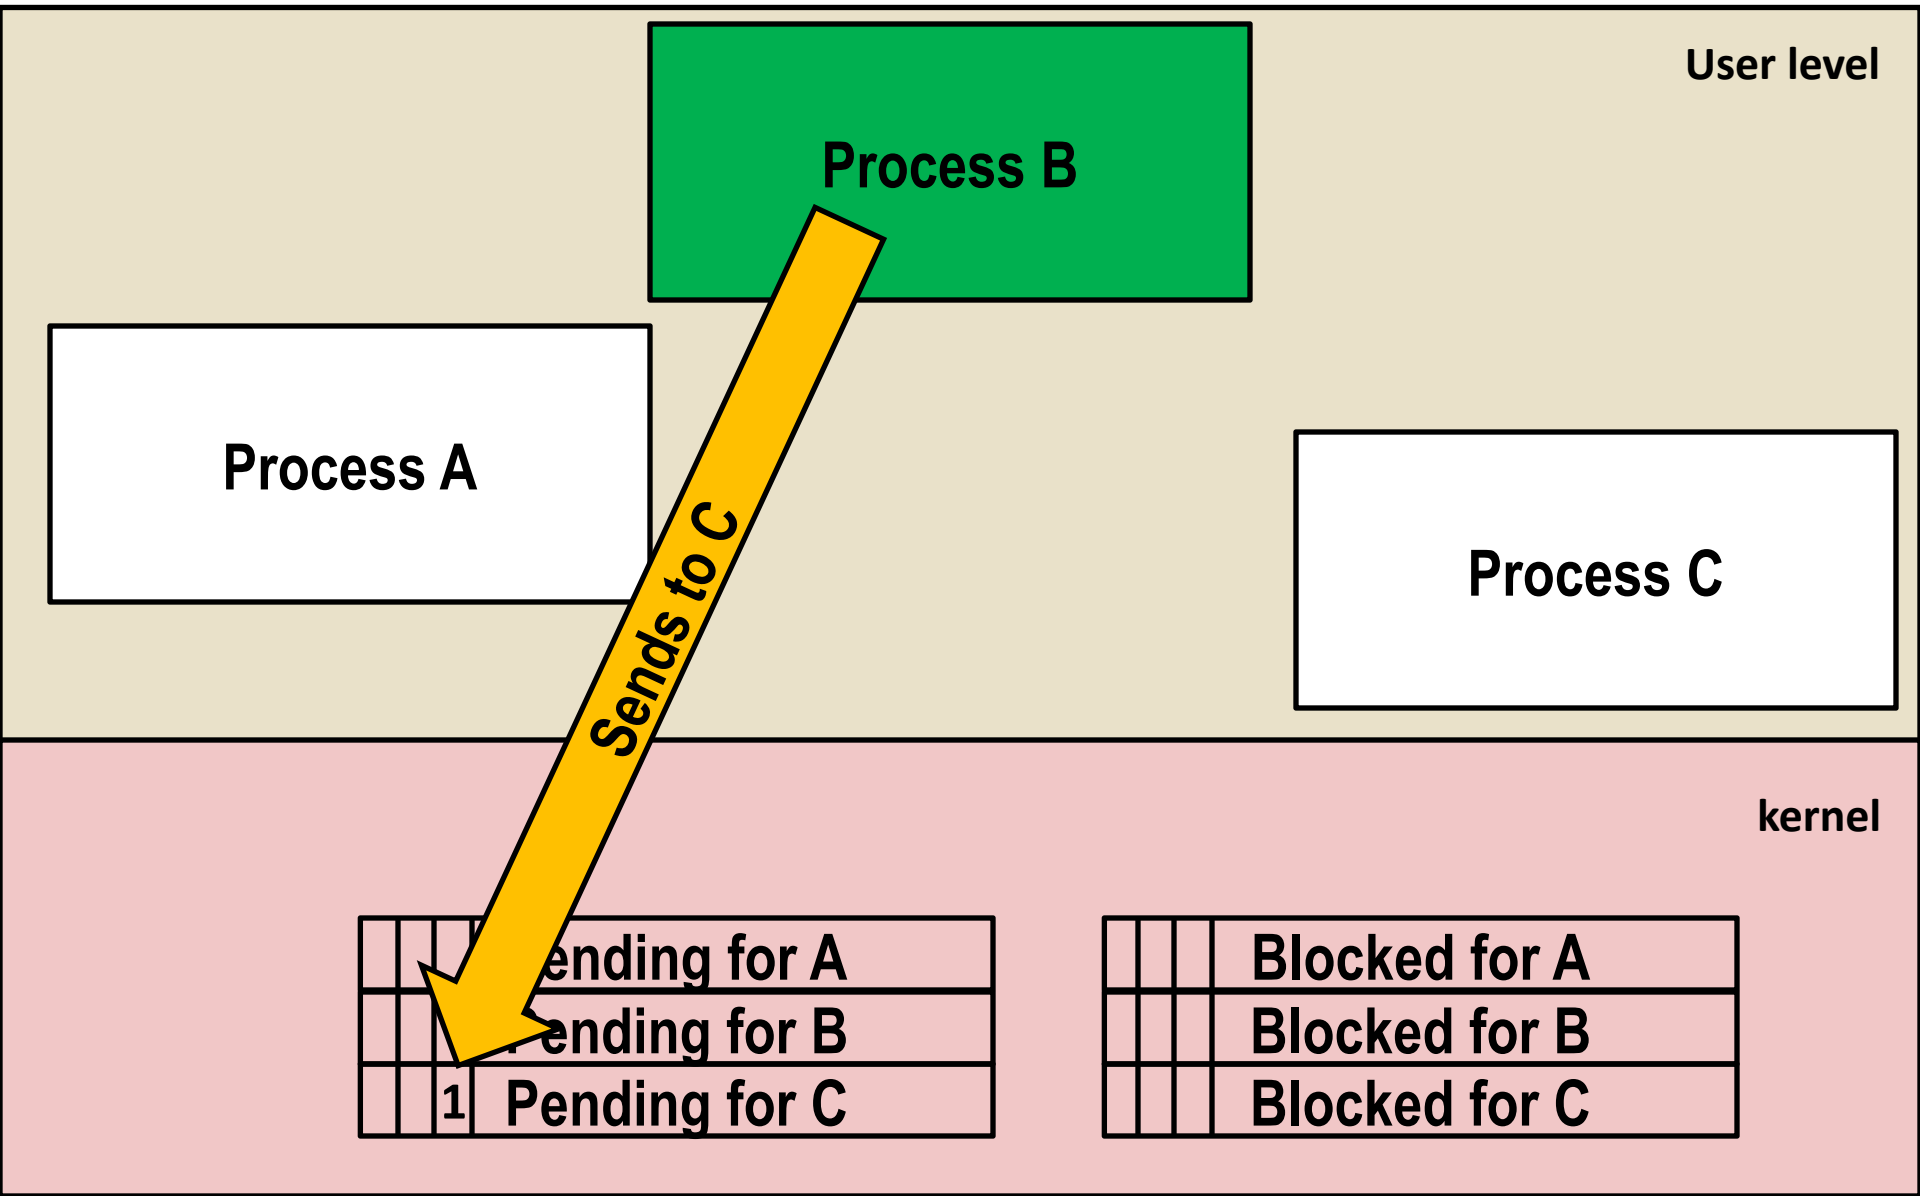 User level
Process B
Process A
Process C
Sends to C
kernel
ending for A
Blocked for A
Pending for B
Blocked for B
1
Pending for C
Blocked for C